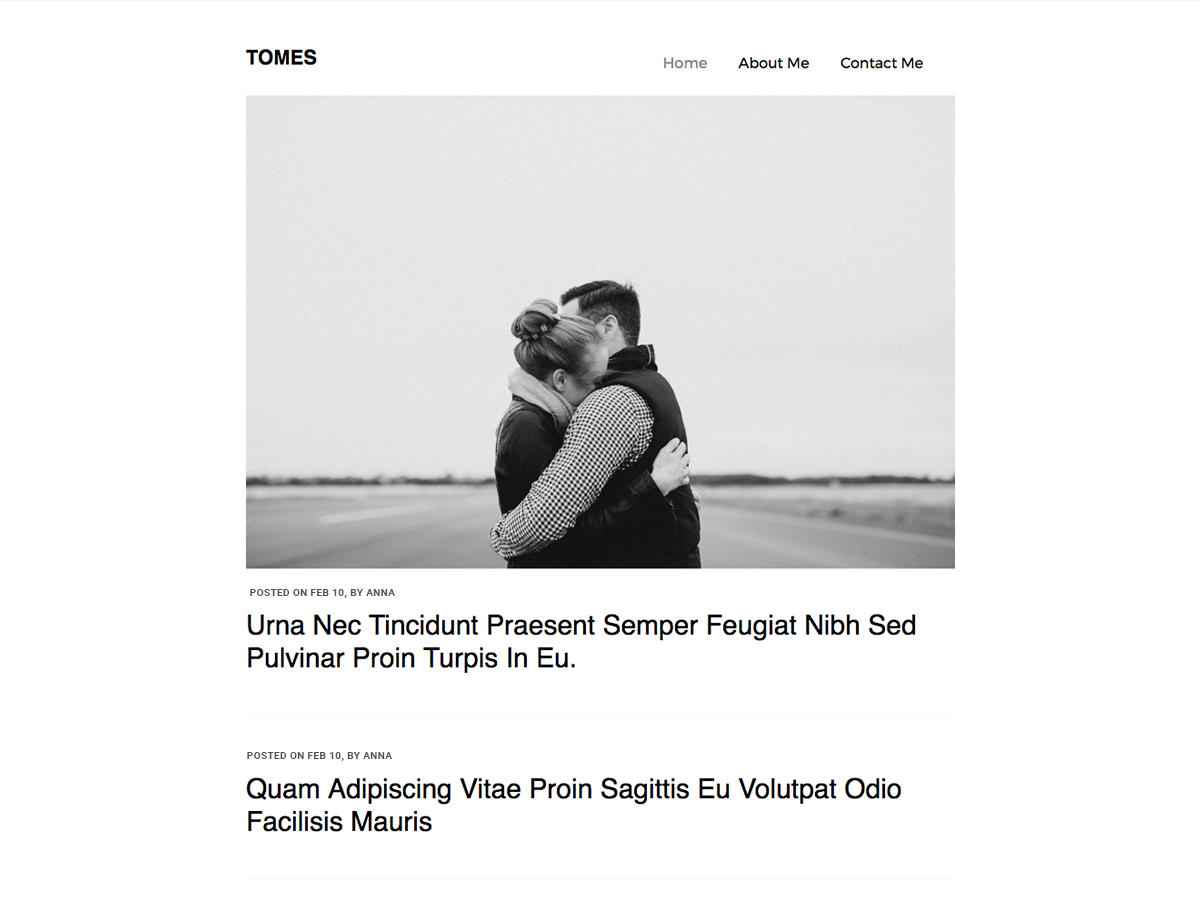 TOMES
Home About Me Contact Me
POSTED ON FEB 10, BY ANNA
Urna Nec Tincidunt Praesent Semper Feugiat Nibh Sed
Pulvinar Proin Turpis In Eu.
POSTED ON FEB 10, BY ANNA
Quam Adipiscing Vitae Proin Sagittis Eu Volutpat Odio
Facilisis Mauris